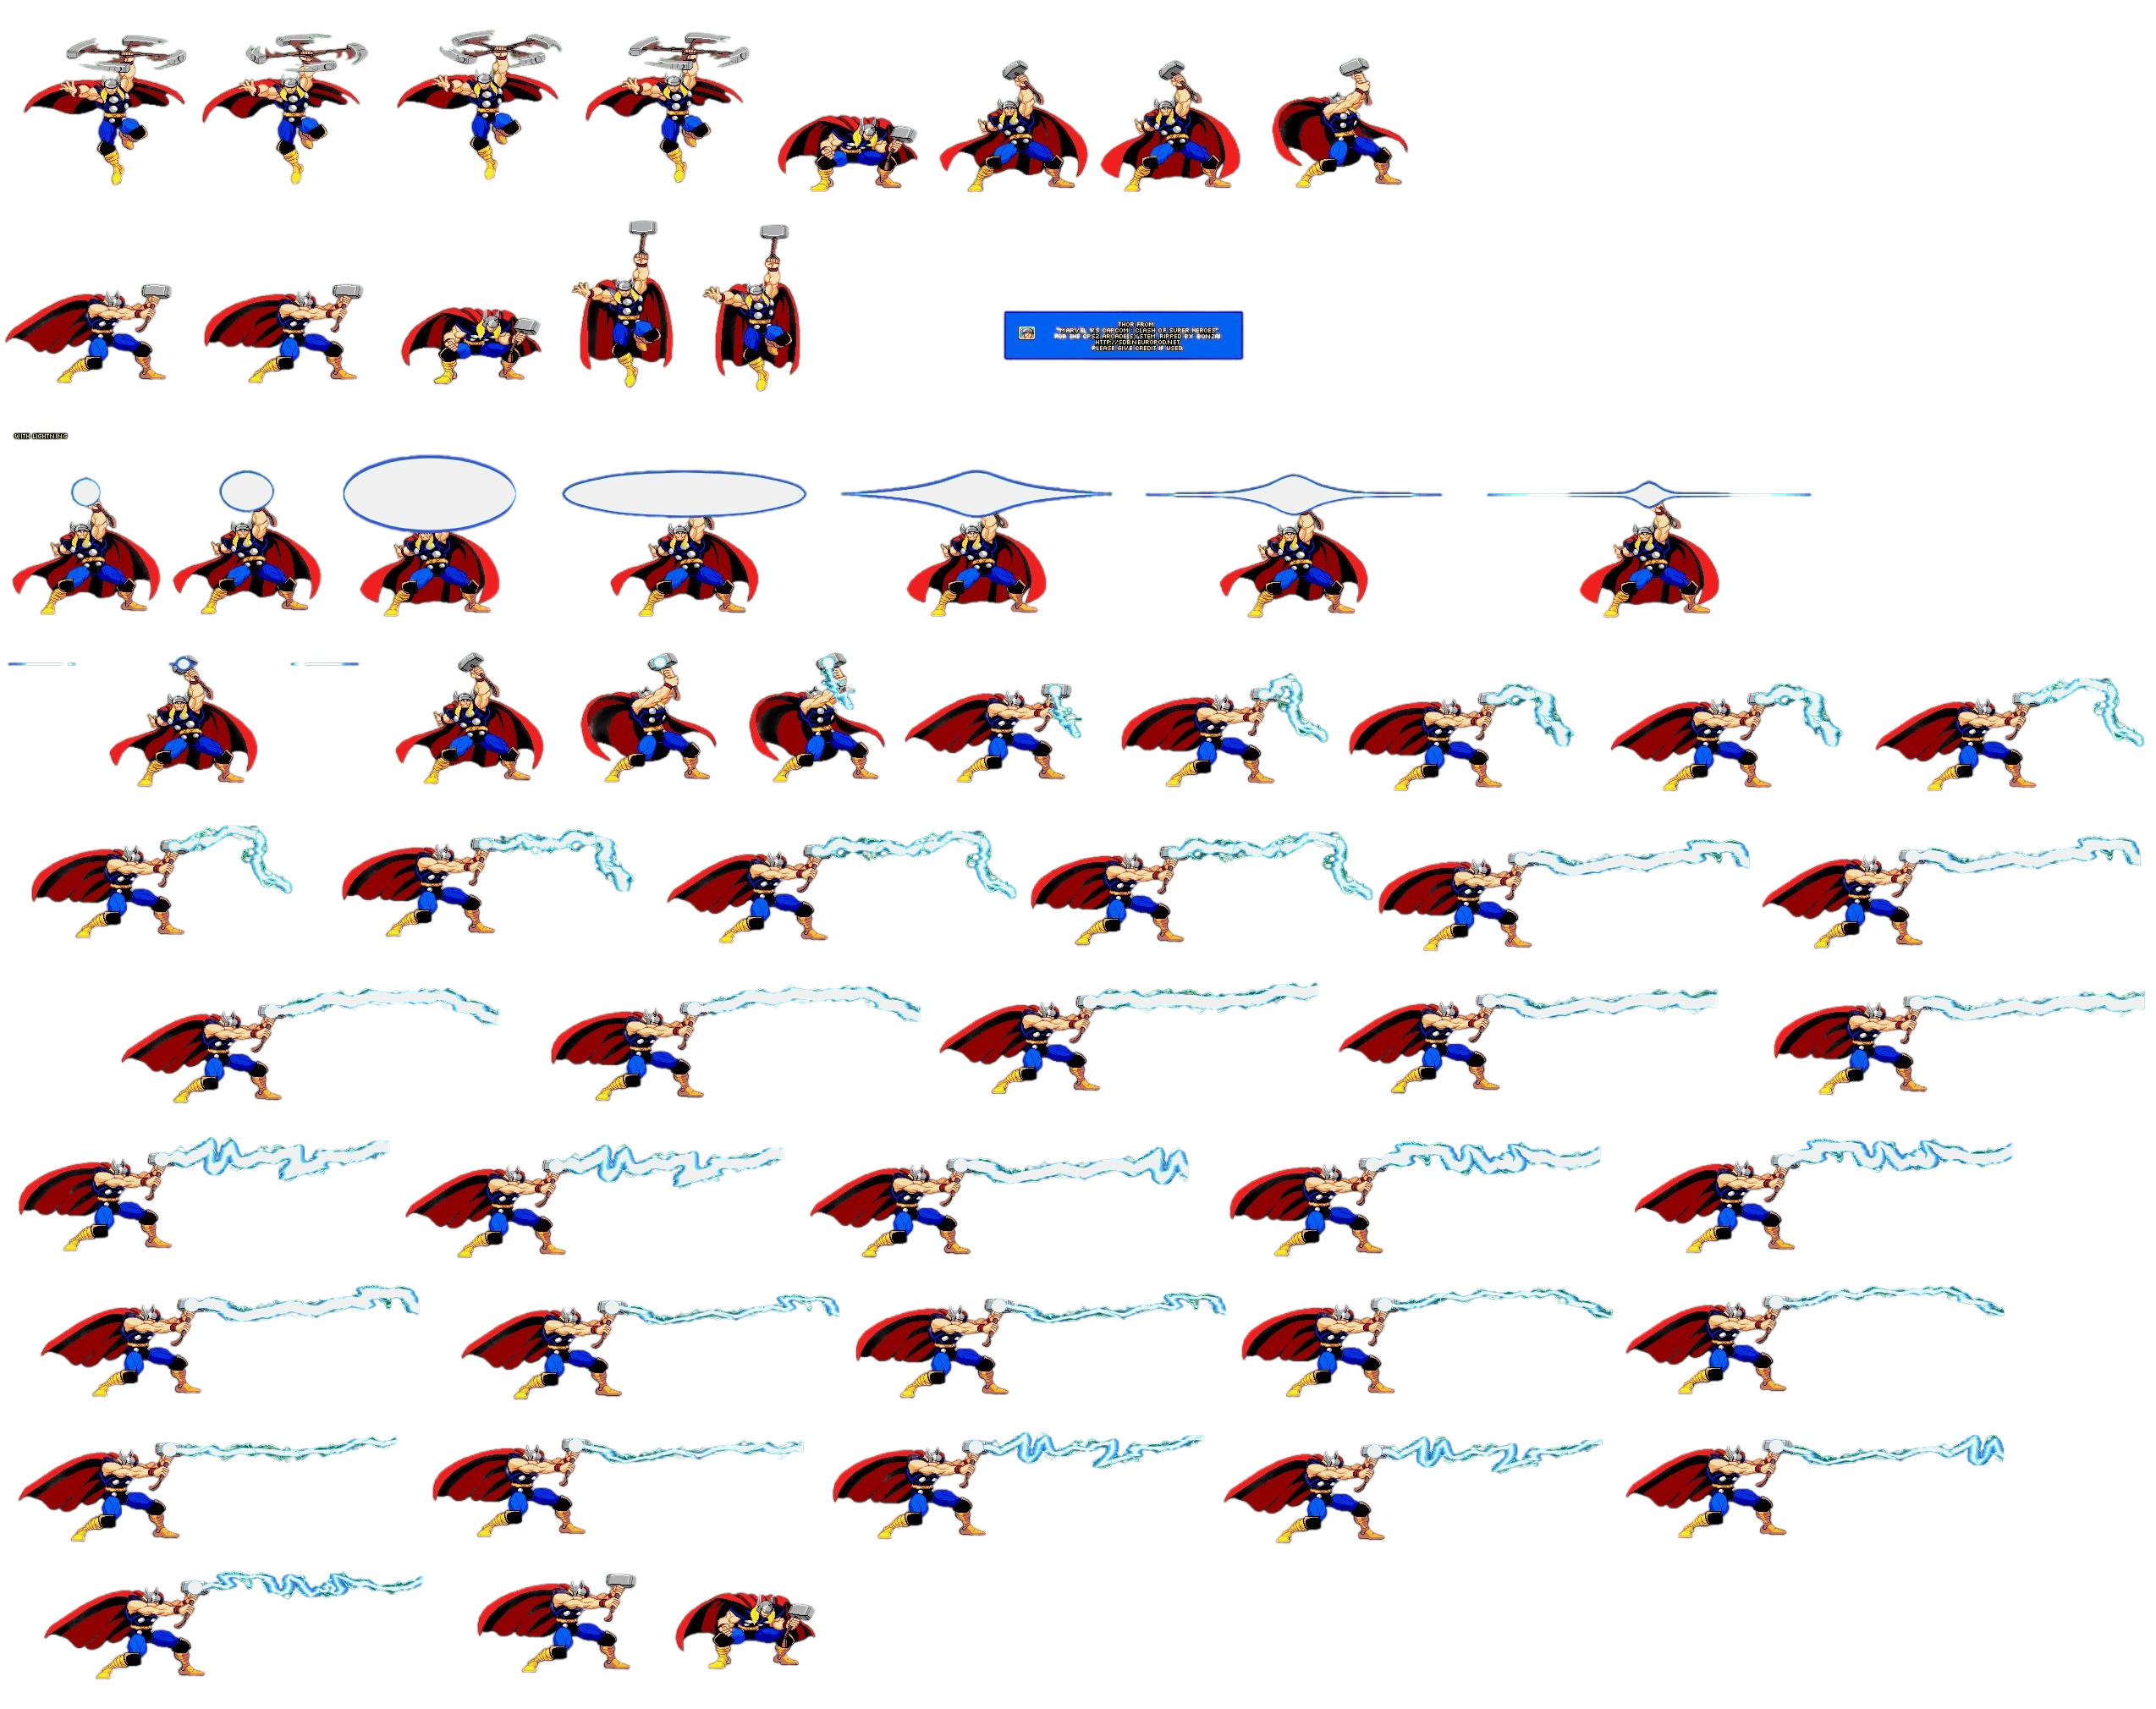 THOR FROM
"MARVEL VS CAPCOM: CLASH OF SUPER HEROES"
FOR THE CPS2 ARCADE SYSTEM. RIPPED BY BONZAI
HTTP://SDB.NEUROPOD.NET
PLEASE GIVE CREDIT IF USED.
WITH LIGHTNING